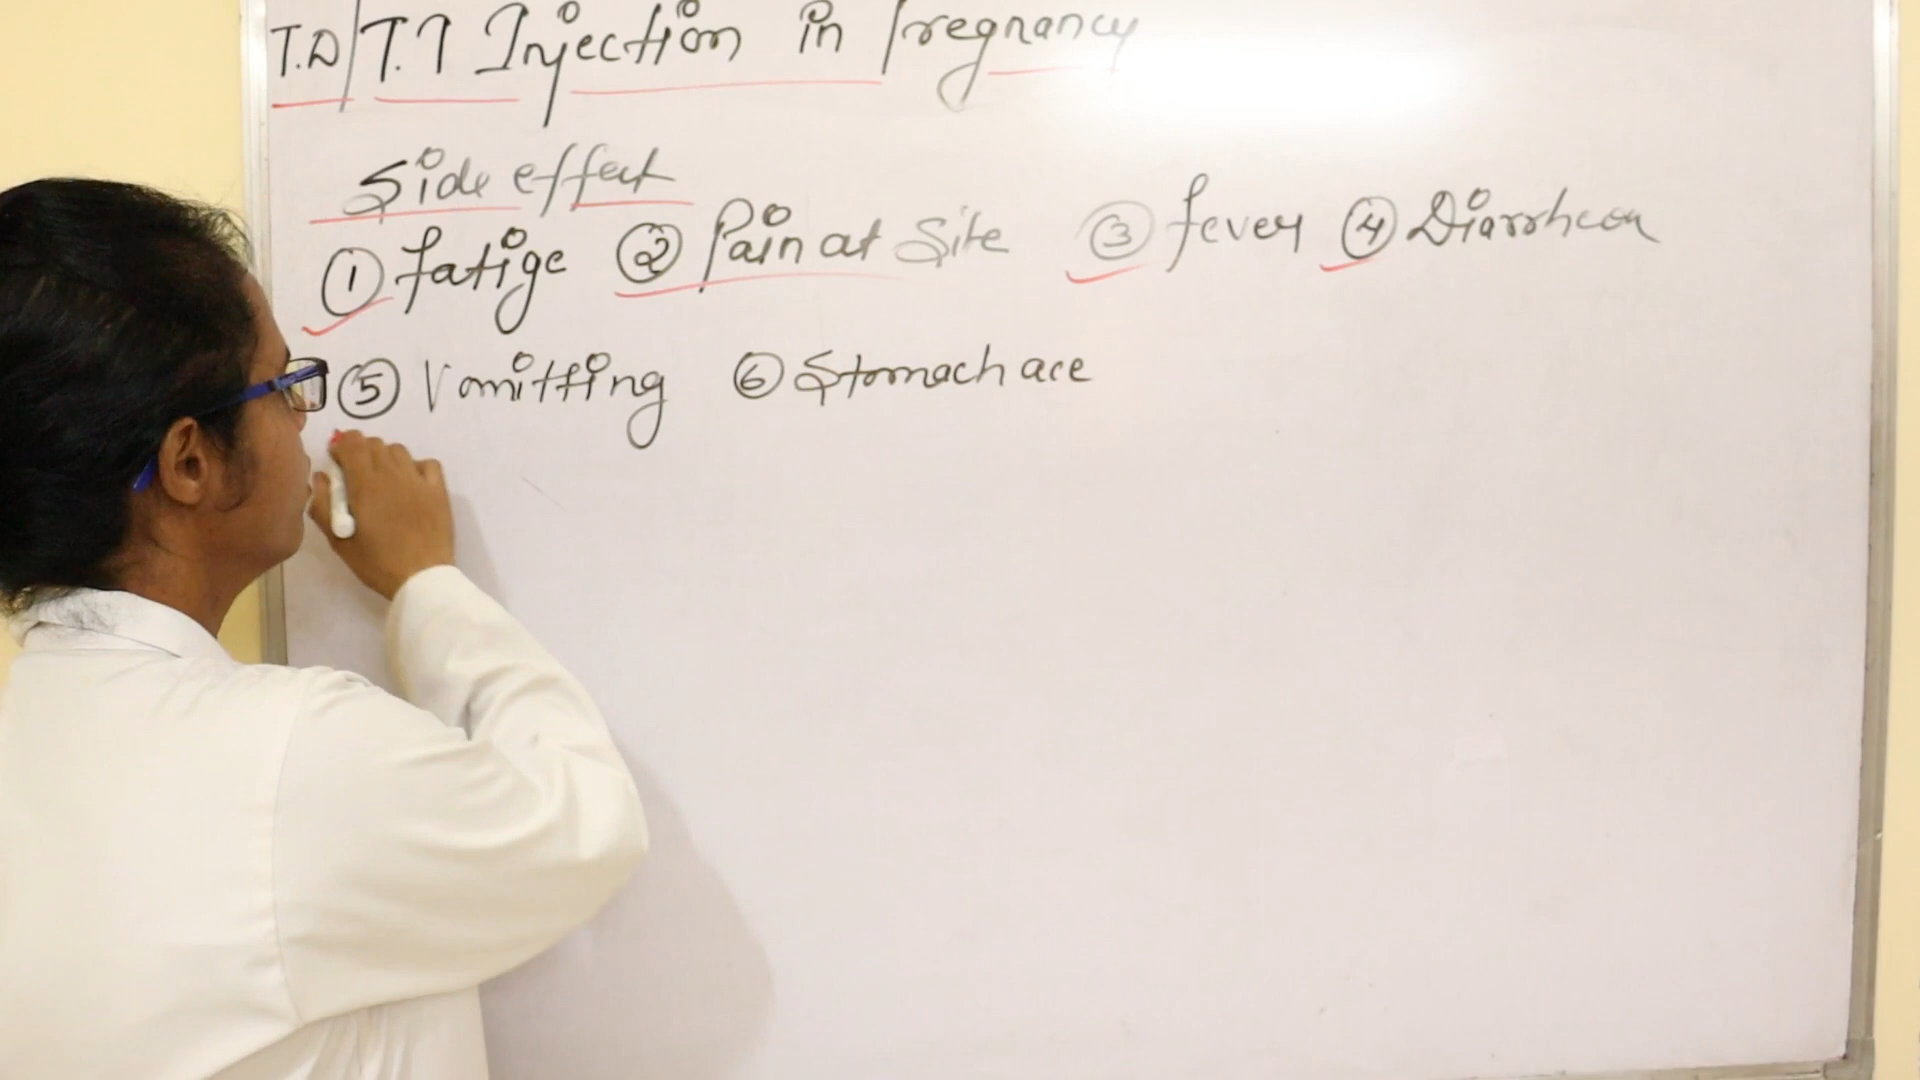 T.D/T.T Injection in Pregnancy
Side effect
① fatige ② Pain at Site ③ fever ④ Diarrhoea
⑤ Vomitting ⑥ Stomach ace